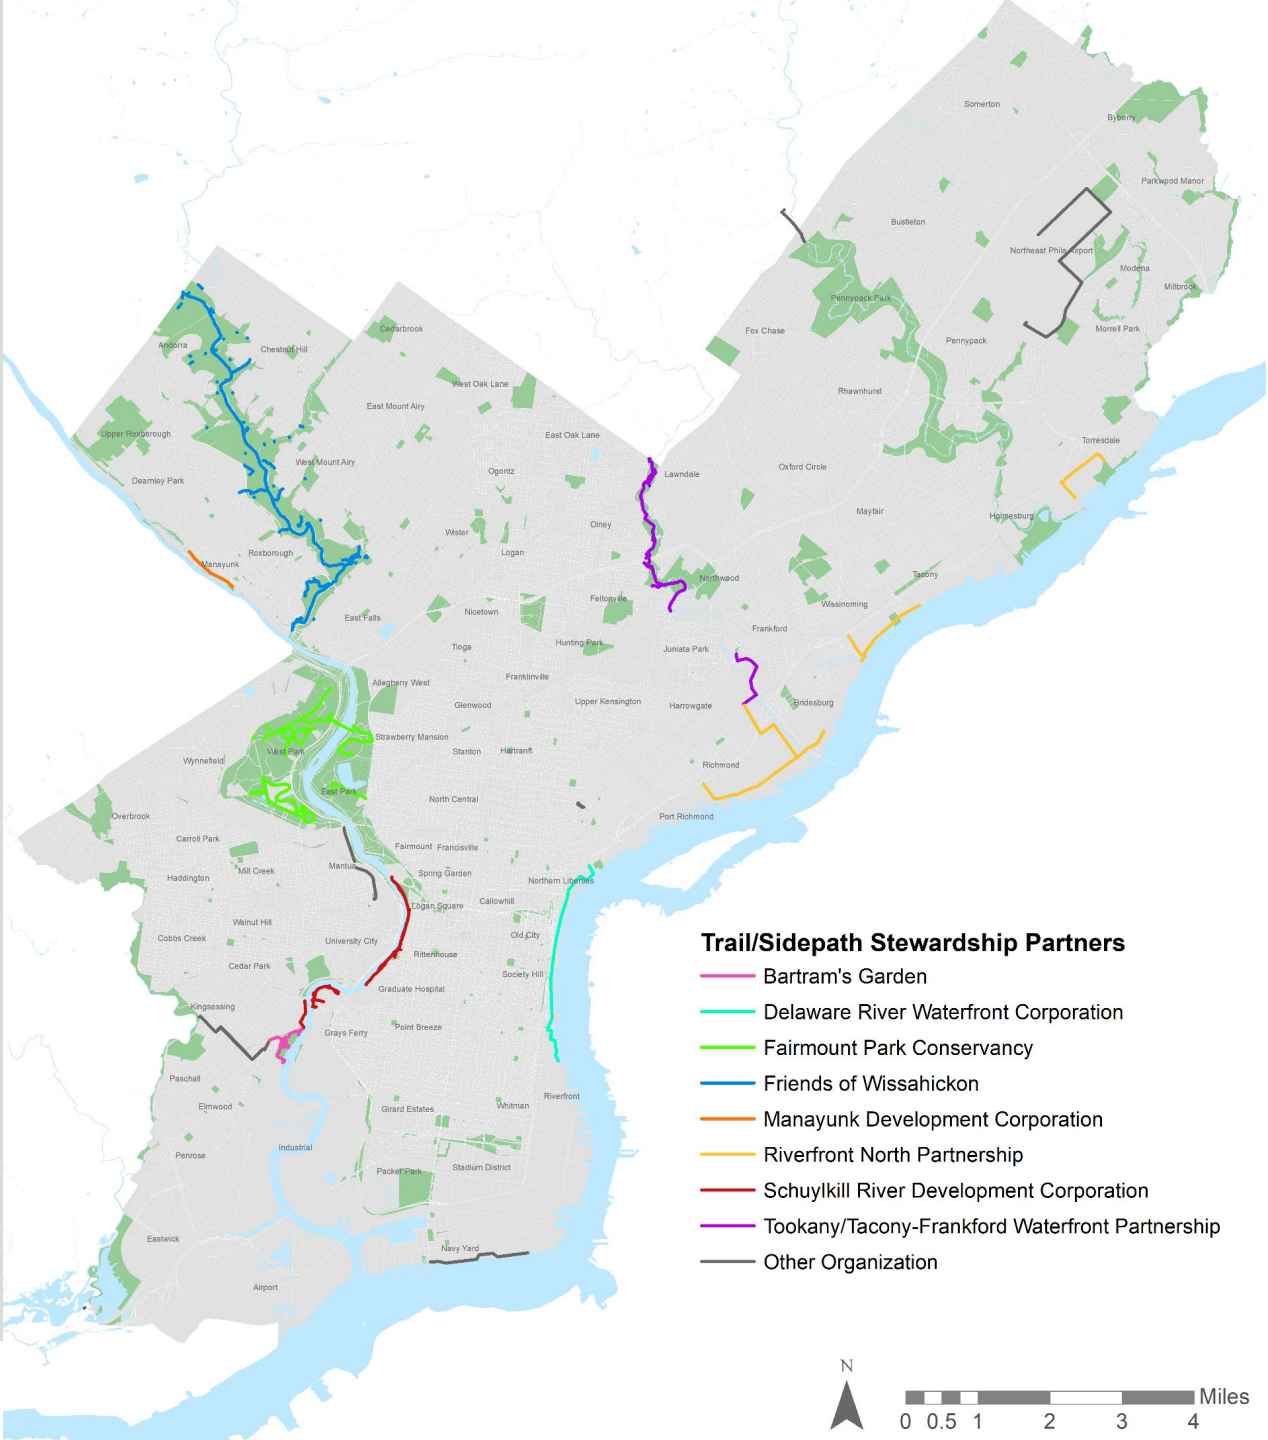 Somerton
Byberry
Parkwood Manor
Bustleton
Northeast Phila Airport
Modena
Millbrook
Pennypack Park
Morrell Park
Fox Chase
Pennypack
Cedarbrook
Andorra
Chestnut Hill
West Oak Lane
Rhawnhurst
East Mount Airy
Upper Roxborough
East Oak Lane
Torresdale
West Mount Airy
Ogontz
Lawndale
Oxford Circle
Dearnley Park
Mayfair
Holmesburg
Olney
Wister
Logan
Roxborough
Manayunk
Northwood
Tacony
Feltonville
Wissinoming
Nicetown
East Falls
Frankford
Hunting Park
Tioga
Juniata Park
Franklinville
Allegheny West
Upper Kensington
Glenwood
Harrowgate
Bridesburg
Strawberry Mansion
West Park
Stanton
Hartranft
Wynnefield
Richmond
East Park
North Central
Overbrook
Port Richmond
Carroll Park
Fairmount
Francisville
Mantua
Mill Creek
Spring Garden
Haddington
Northern Liberties
Callowhill
Logan Square
Walnut Hill
Old City
Cobbs Creek
University City
Rittenhouse
Cedar Park
Society Hill
Graduate Hospital
Kingsessing
Point Breeze
Grays Ferry
Paschall
Riverfront
Elmwood
Girard Estates
Whitman
Industrial
Penrose
Stadium District
Packer Park
Eastwick
Navy Yard
Airport
Trail/Sidepath Stewardship Partners
Bartram's Garden
Delaware River Waterfront Corporation
Fairmount Park Conservancy
Friends of Wissahickon
Manayunk Development Corporation
Riverfront North Partnership
Schuylkill River Development Corporation
Tookany/Tacony-Frankford Waterfront Partnership
Other Organization
N
Miles
0 0.5 1 2 3 4